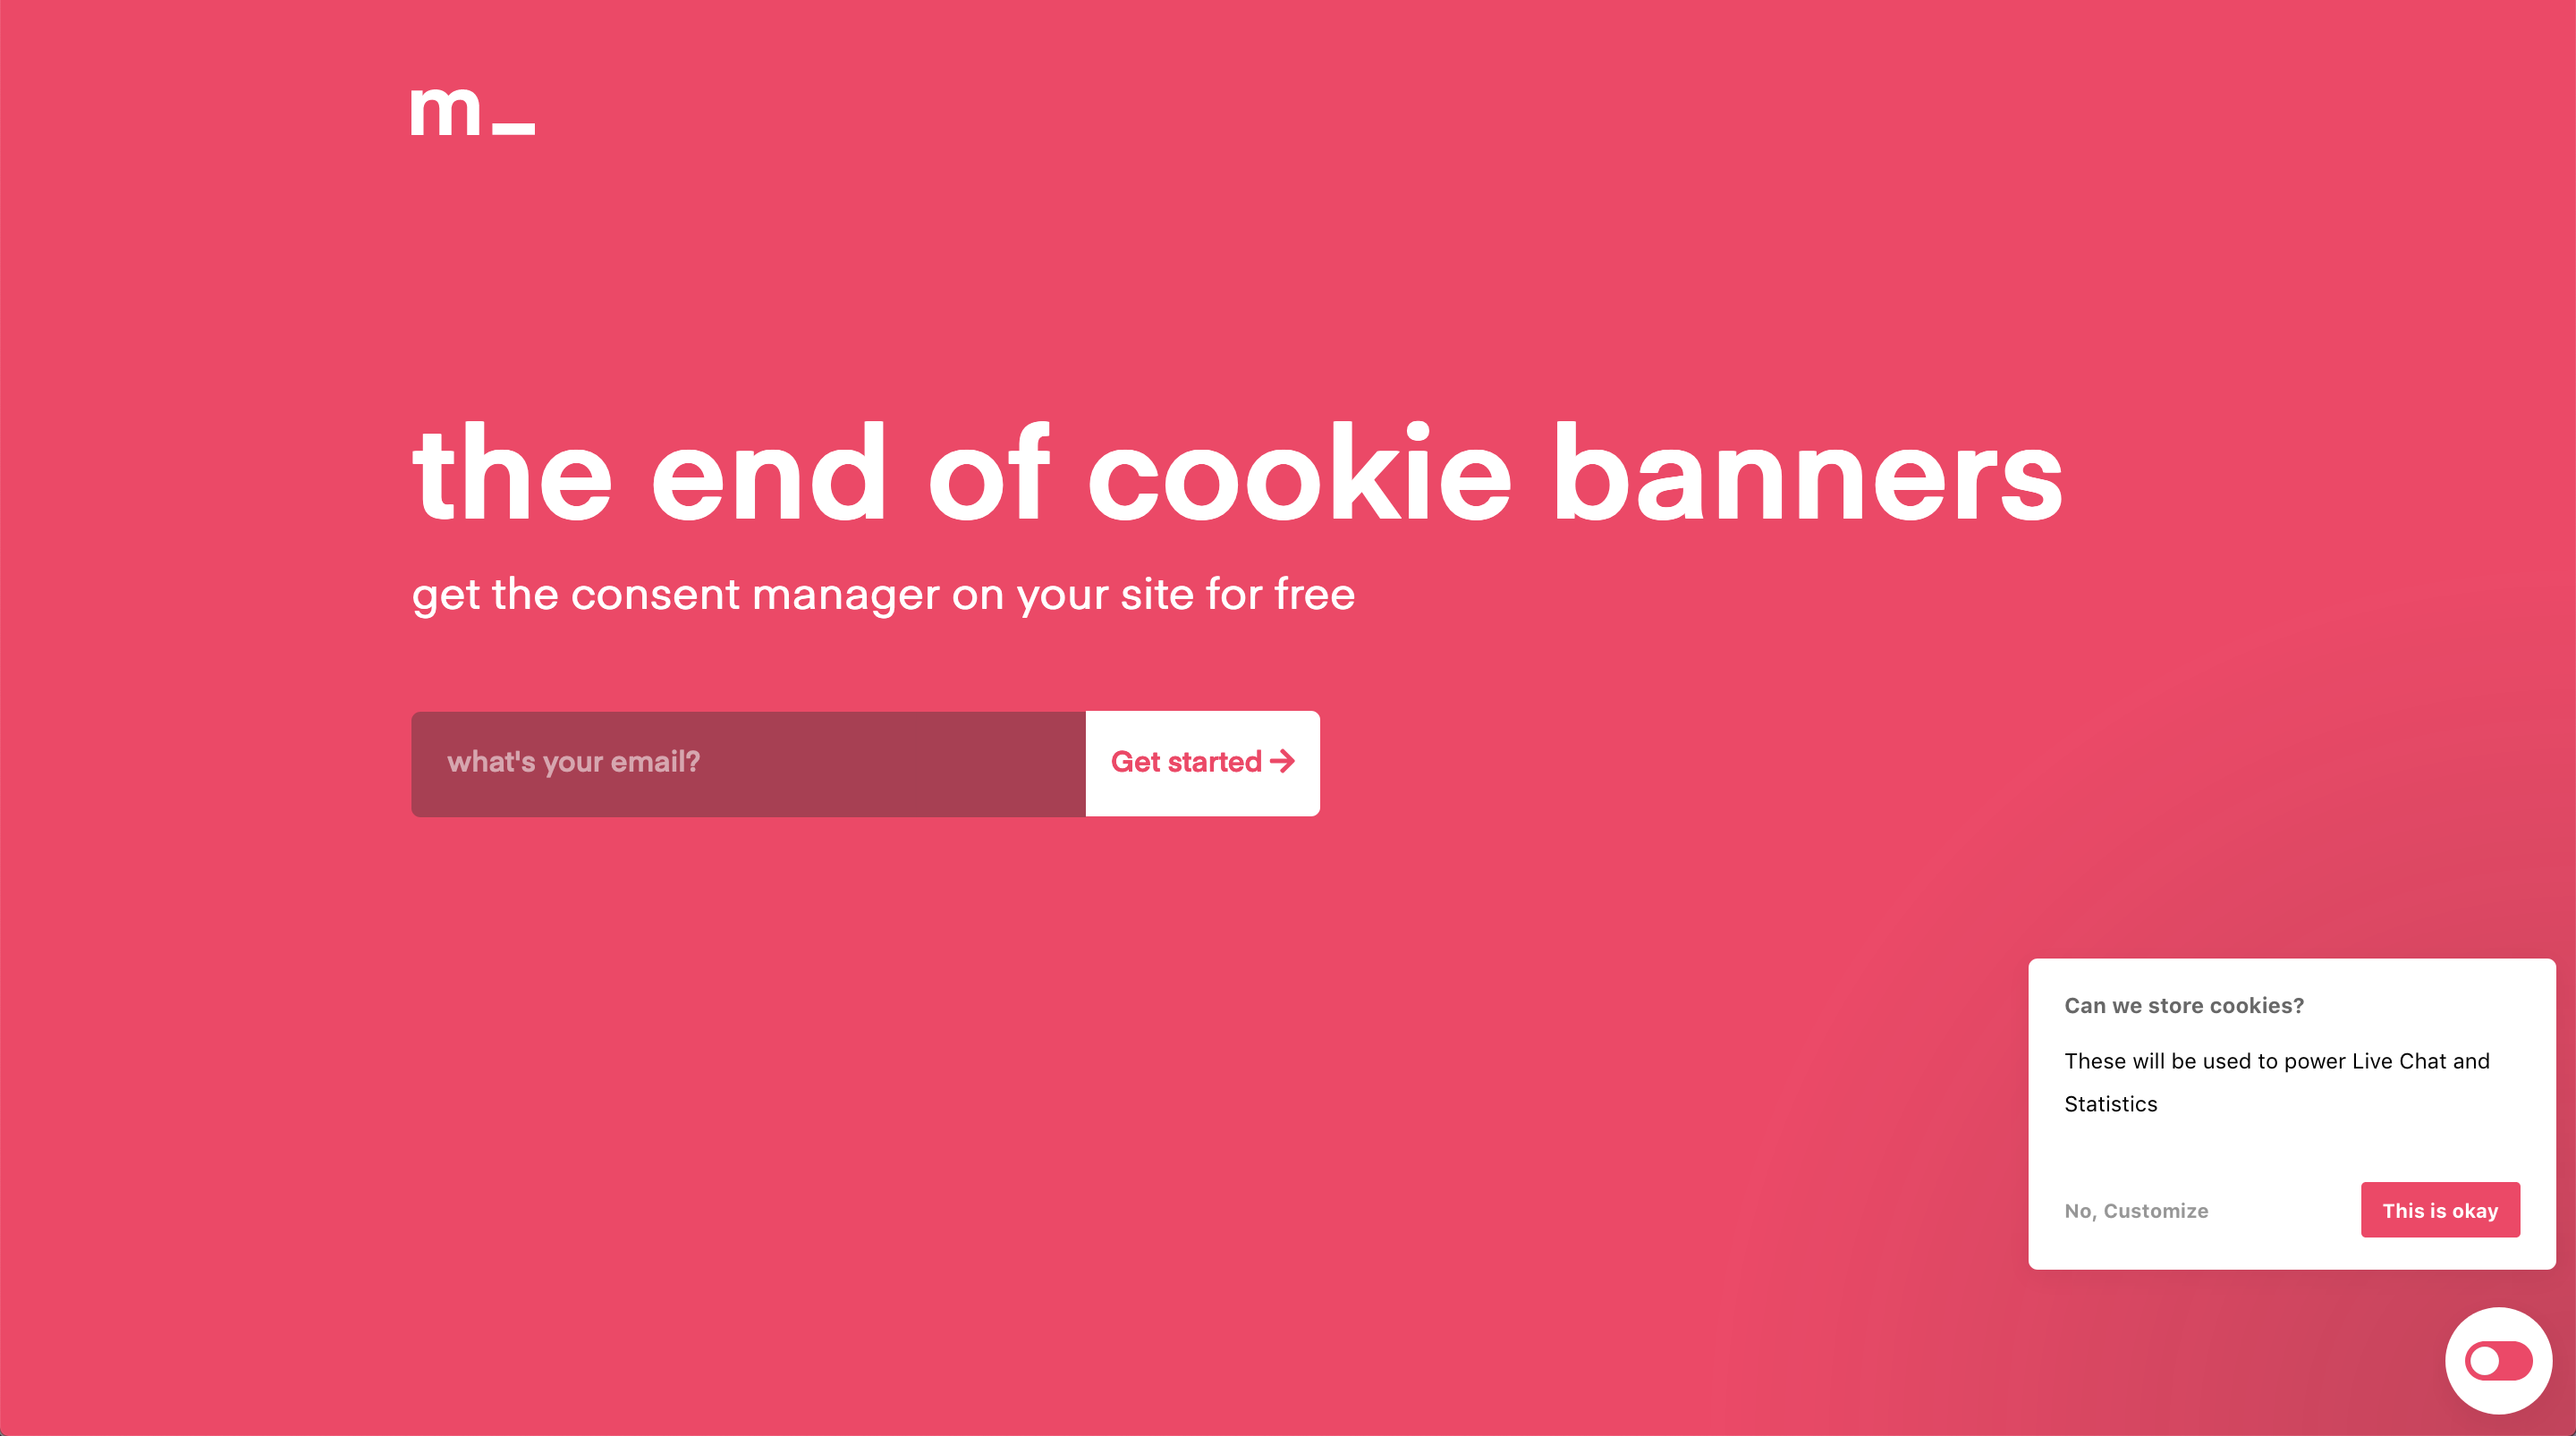 m_
the end of cookie banners
get the consent manager on your site for free
what's your email?
Get started →
Can we store cookies?
These will be used to power Live Chat and
Statistics
No, Customize
This is okay